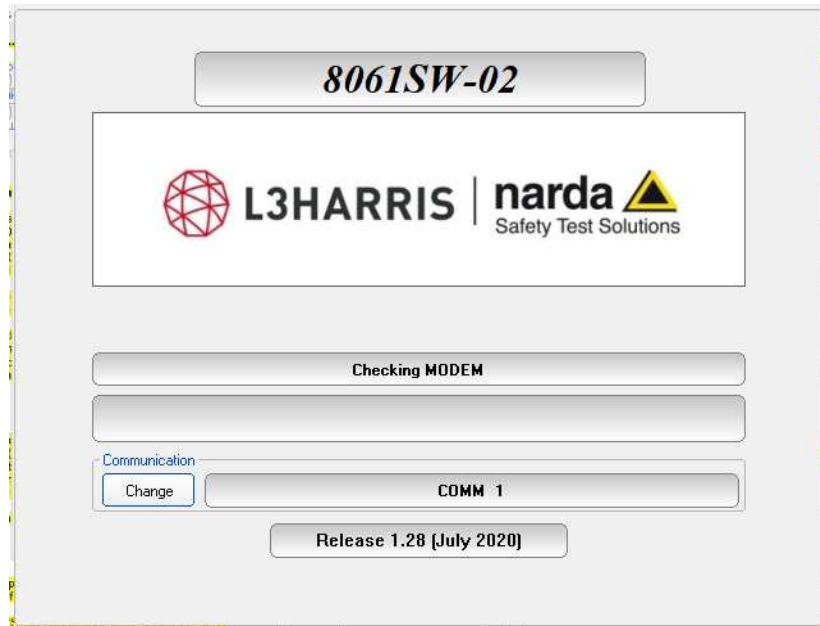 8061SW-02
L3HARRIS | narda
Safety Test Solutions
Checking MODEM
Communication
Change
COMM 1
Release 1.28 (July 2020)